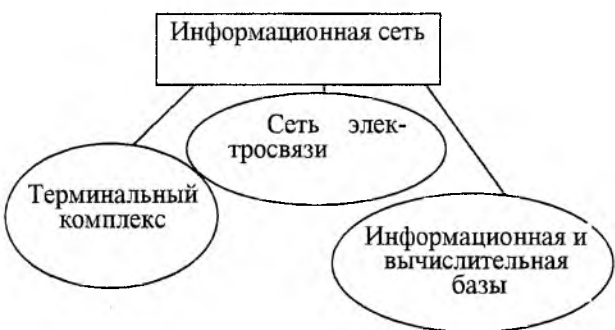 Информационная сеть
Сеть элек-
тросвязи
Терминальный
комплекс
Информационная и
вычислительная
базы